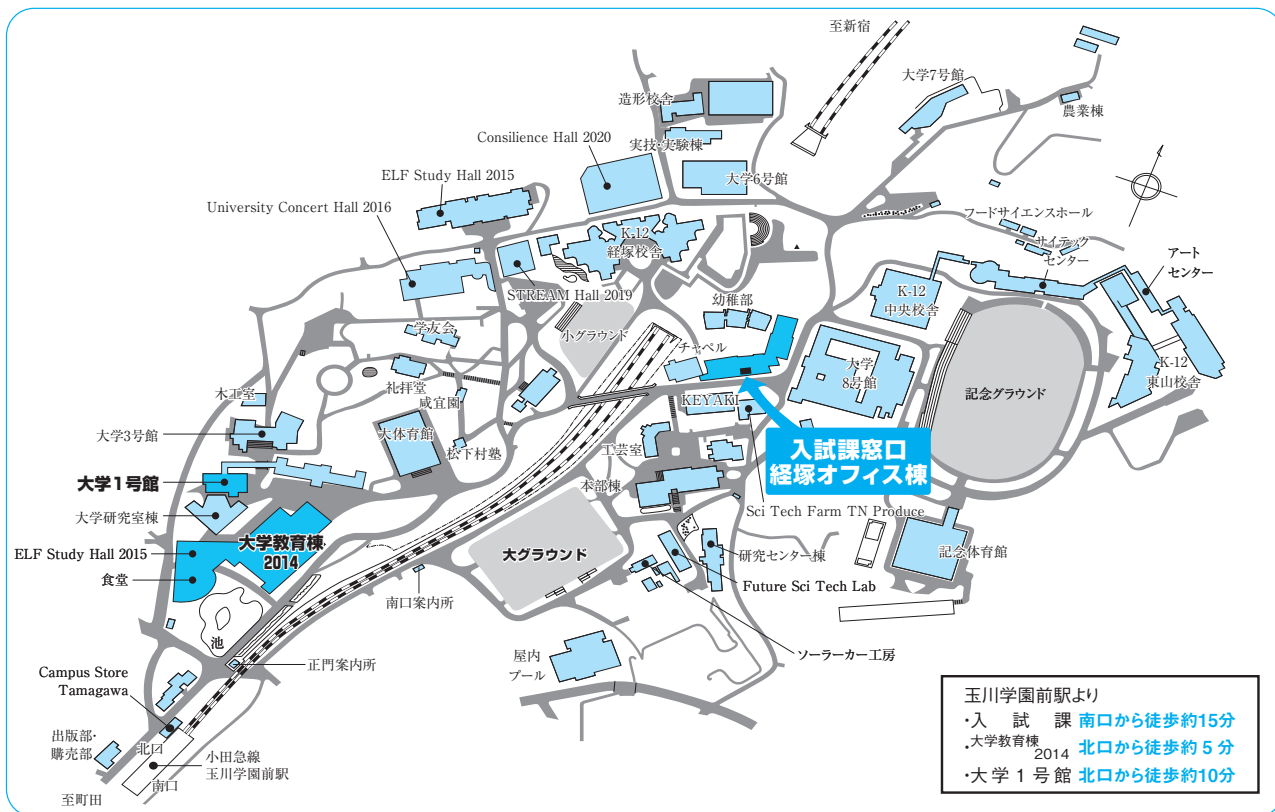 至新宿
大学7号館
農業棟
造形校舎
実技・実験棟
Consilience Hall 2020
大学6号館
ELF Study Hall 2015
University Concert Hall 2016
K-12
経塚校舎
STREAM Hall 2019
フードサイエンスホール
サイテック
センター
アート
センター
K-12
中央校舎
幼稚部
小グラウンド
チャペル
学友会
大学
8号館
K-12
東山校舎
記念グラウンド
礼拝堂
咸宜園
木工室
KEYAKI
大学3号館
大体育館
松下村塾
工芸室
入試課窓口
経塚オフィス棟
大学1号館
本部棟
Sci Tech Farm TN Produce
大学研究室棟
大学教育棟
2014
ELF Study Hall 2015
食堂
大グラウンド
研究センター棟
記念体育館
Future Sci Tech Lab
南口案内所
池
正門案内所
屋内
プール
ソーラーカー工房
Campus Store
Tamagawa
出版部・
購売部
北口
小田急線
玉川学園前駅
南口
至町田
玉川学園前駅より
・入試課 南口から徒歩約15分
・大学教育棟2014 北口から徒歩約5分
・大学1号館 北口から徒歩約10分